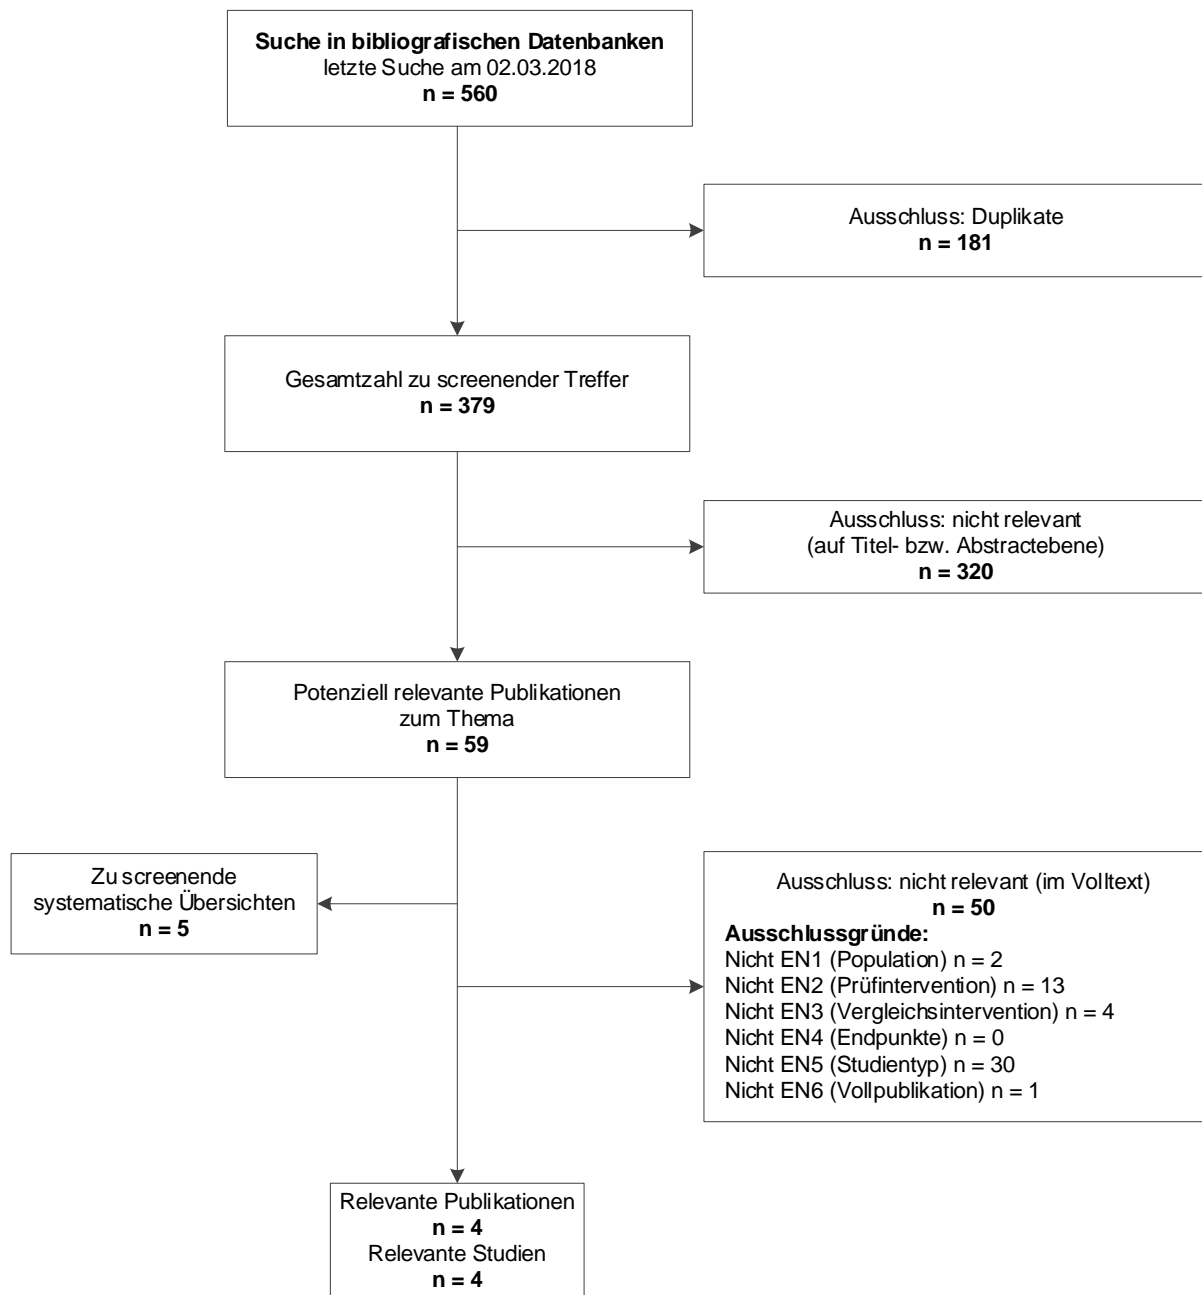 Suche in bibliografischen Datenbanken
letzte Suche am 02.03.2018
n = 560
Ausschluss: Duplikate
n = 181
Gesamtzahl zu screenender Treffer
n = 379
Ausschluss: nicht relevant
(auf Titel- bzw. Abstractebene)
n = 320
Potenziell relevante Publikationen
zum Thema
n = 59
Zu screenende
systematische Übersichten
n = 5
Ausschluss: nicht relevant (im Volltext)
n = 50
Ausschlussgründe:
Nicht EN1 (Population) n = 2
Nicht EN2 (Prüfintervention) n = 13
Nicht EN3 (Vergleichsintervention) n = 4
Nicht EN4 (Endpunkte) n = 0
Nicht EN5 (Studientyp) n = 30
Nicht EN6 (Vollpublikation) n = 1
Relevante Publikationen
n = 4
Relevante Studien
n = 4